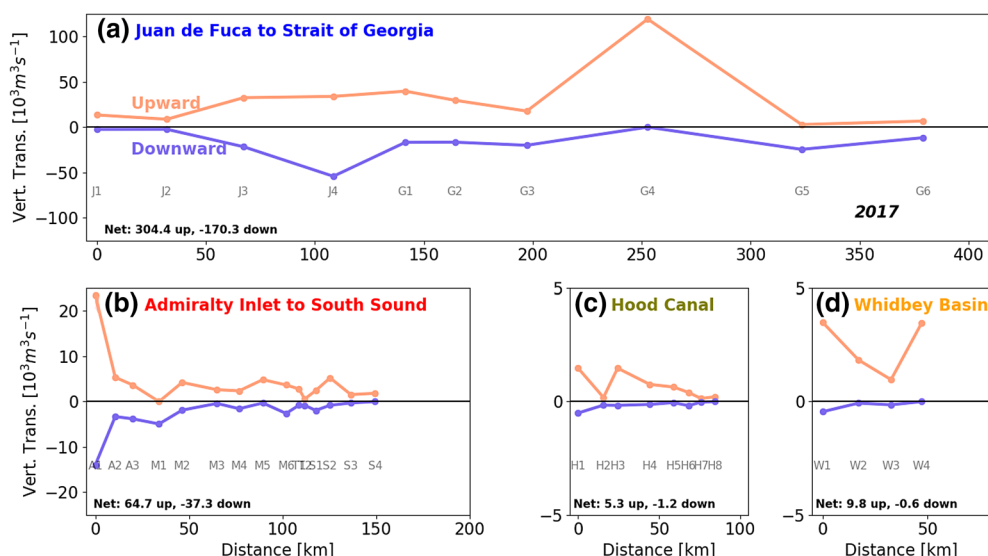 (a) Juan de Fuca to Strait of Georgia
Vert. Trans. [10³m³s⁻¹]
100
50
0
−50
−100
Upward
Downward
J1 J2 J3 J4 G1 G2 G3 G4 G5 G6
2017
Net: 304.4 up, -170.3 down
0 50 100 150 200 250 300 350 400
(b) Admiralty Inlet to South Sound
Vert. Trans. [10³m³s⁻¹]
20
10
0
−10
−20
A1 A2 A3 M1 M2 M3 M4 M5 M6 T1 T2 S1 S2 S3 S4
Net: 64.7 up, -37.3 down
0 50 100 150 200
Distance [km]
(c) Hood Canal
5
0
−5
H1 H2 H3 H4 H5 H6 H7 H8
Net: 5.3 up, -1.2 down
0 50 100
Distance [km]
(d) Whidbey Basin
5
0
−5
W1 W2 W3 W4
Net: 9.8 up, -0.6 down
0 50
Distance [km]